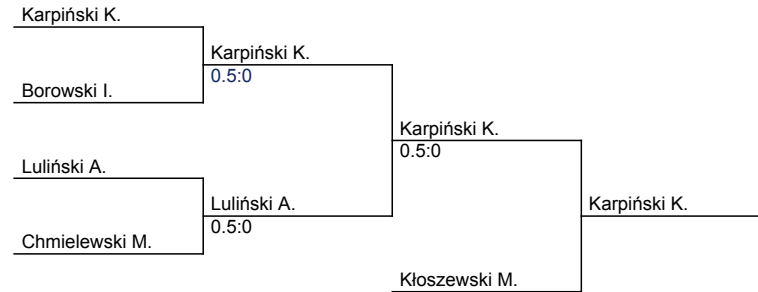 Karpiński K.
Karpiński K.
0.5:0
Borowski I.
Karpiński K.
0.5:0
Luliński A.
Luliński A.
0.5:0
Karpiński K.
Chmielewski M.
Kłoszewski M.